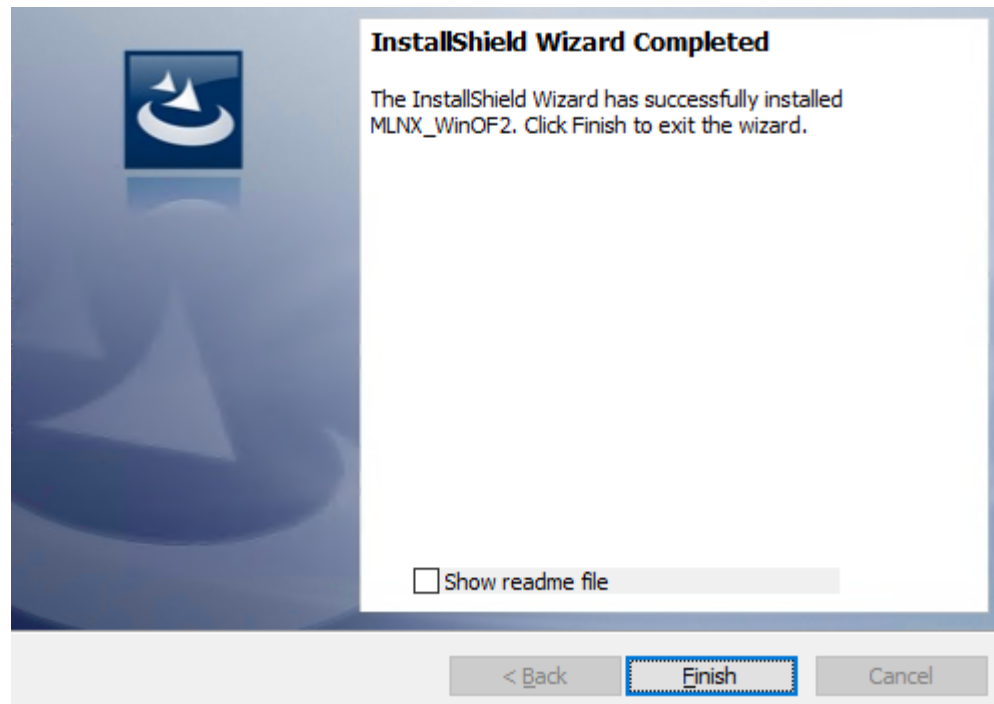 InstallShield Wizard Completed
The InstallShield Wizard has successfully installed
MLNX_WinOF2. Click Finish to exit the wizard.
Show readme file
< Back
Finish
Cancel